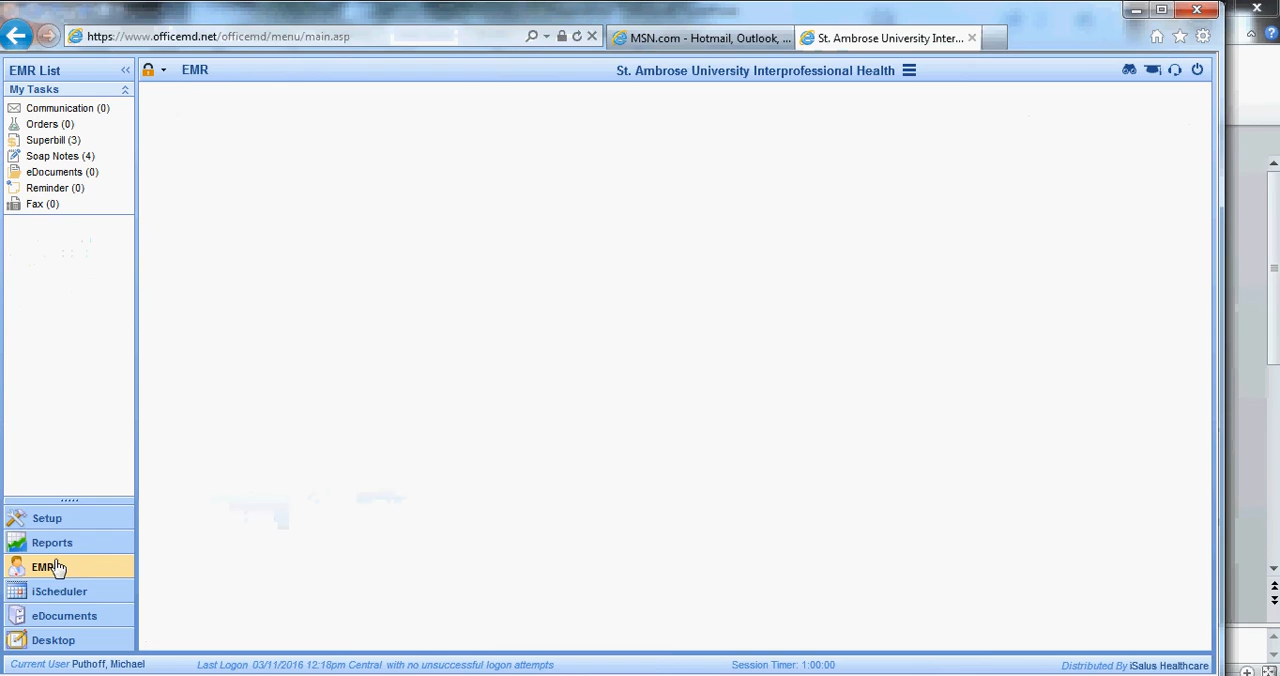 https://www.officemd.net/officemd/menu/main.asp
MSN.com - Hotmail, Outlook, ...
St. Ambrose University Inter...
EMR List
EMR
St. Ambrose University Interprofessional Health
My Tasks
Communication (0)
Orders (0)
Superbill (3)
Soap Notes (4)
eDocuments (0)
Reminder (0)
Fax (0)
Setup
Reports
EMR
iScheduler
eDocuments
Desktop
Current User Puthoff, Michael
Last Logon 03/11/2016 12:18pm Central with no unsuccessful logon attempts
Session Timer: 1:00:00
Distributed By iSalus Healthcare